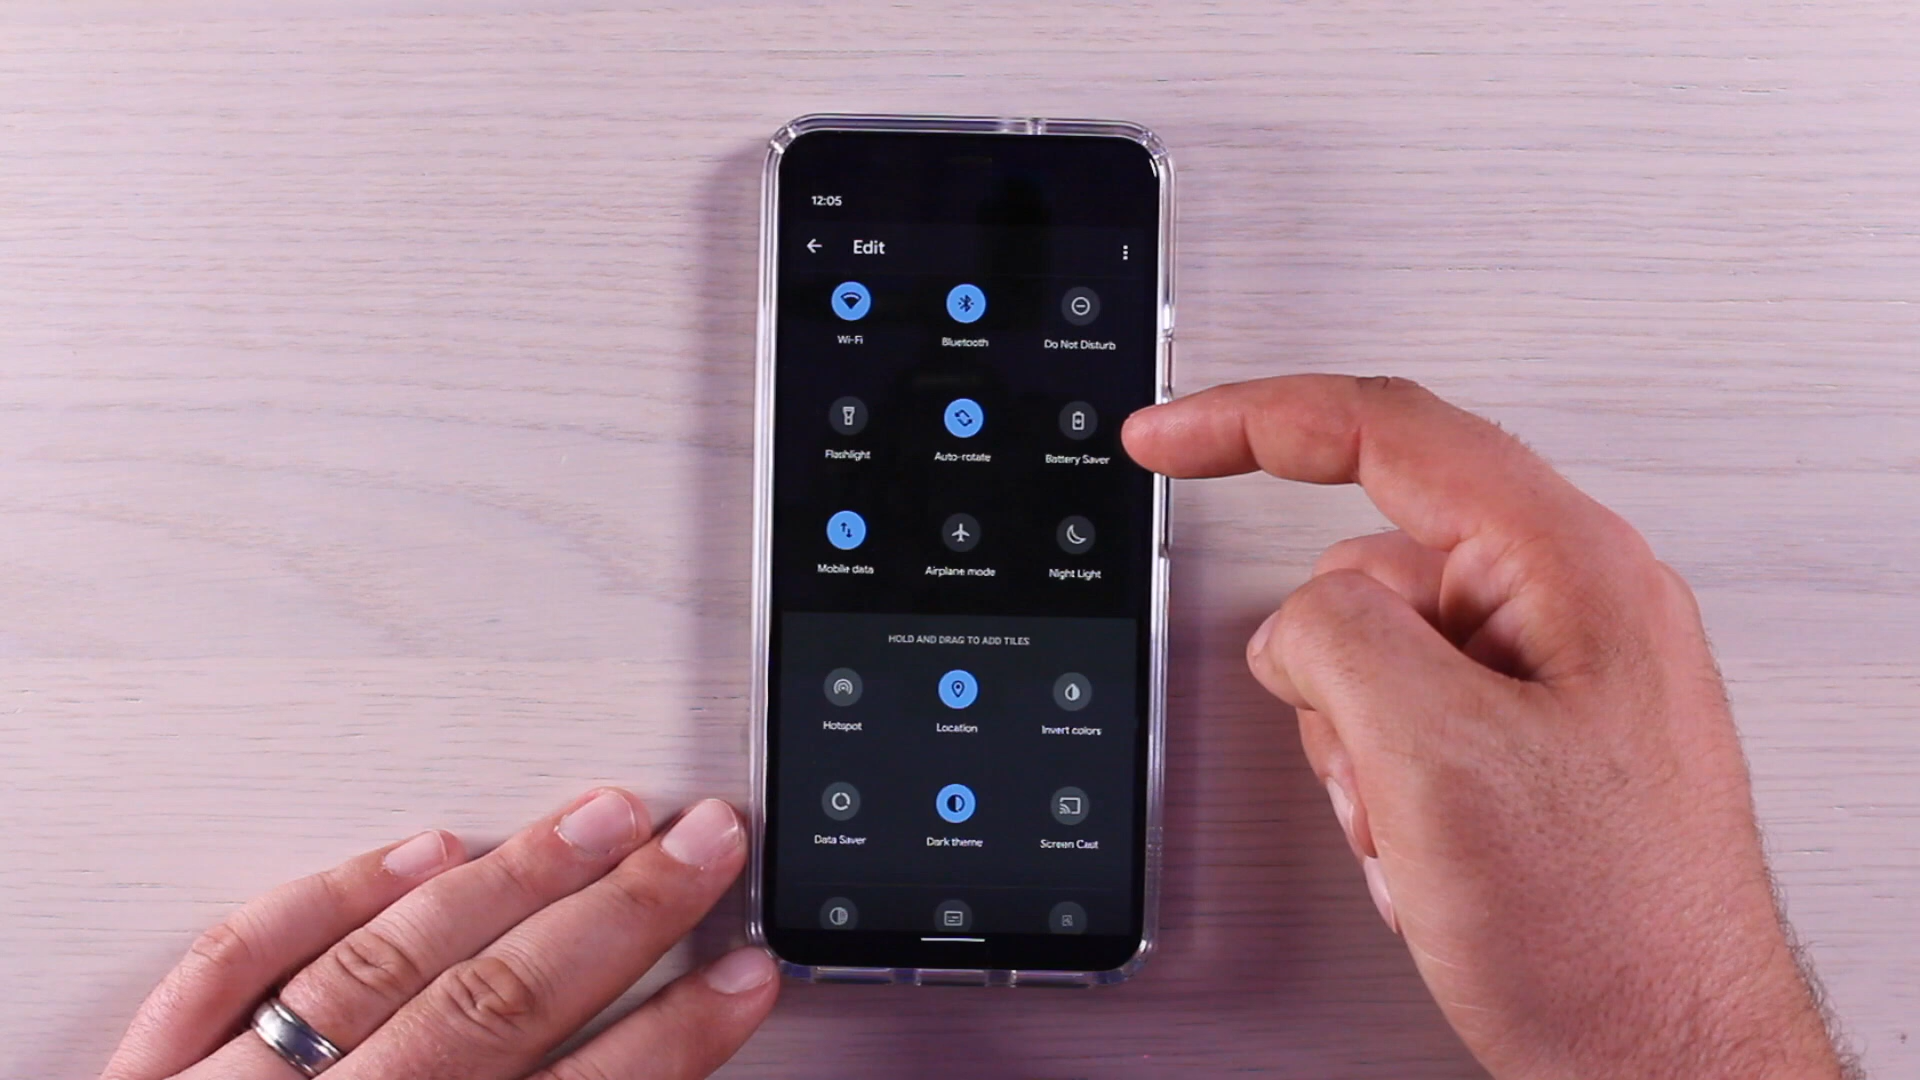 12:05
Edit
Wi-Fi
Bluetooth
Do Not Disturb
Flashlight
Auto-rotate
Battery Saver
Mobile data
Airplane mode
Night Light
HOLD AND DRAG TO ADD TILES
Hotspot
Location
Invert colors
Data Saver
Dark theme
Screen Cast